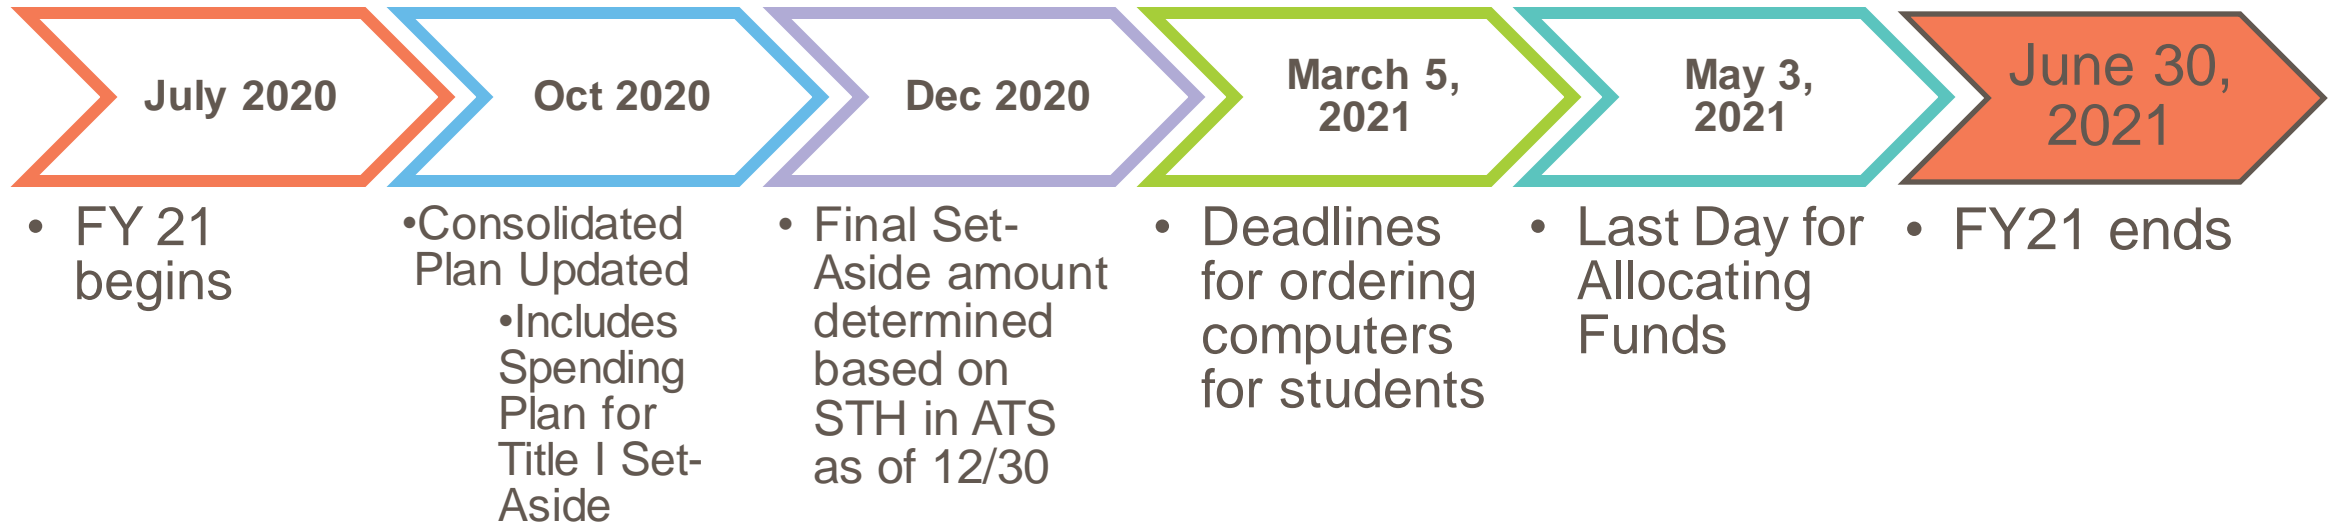 July 2020
Oct 2020
Dec 2020
March 5,
2021
May 3,
2021
June 30,
2021
• FY 21
begins
•Consolidated
Plan Updated
•Includes
Spending
Plan for
Title I Set-
Aside
• Final Set-
Aside amount
determined
based on
STH in ATS
as of 12/30
• Deadlines
for ordering
computers
for students
• Last Day for
Allocating
Funds
• FY21 ends